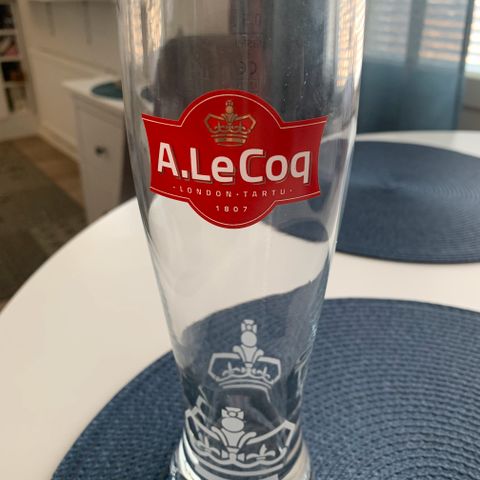 A.LeCoq
· LONDON · TARTU ·
1807